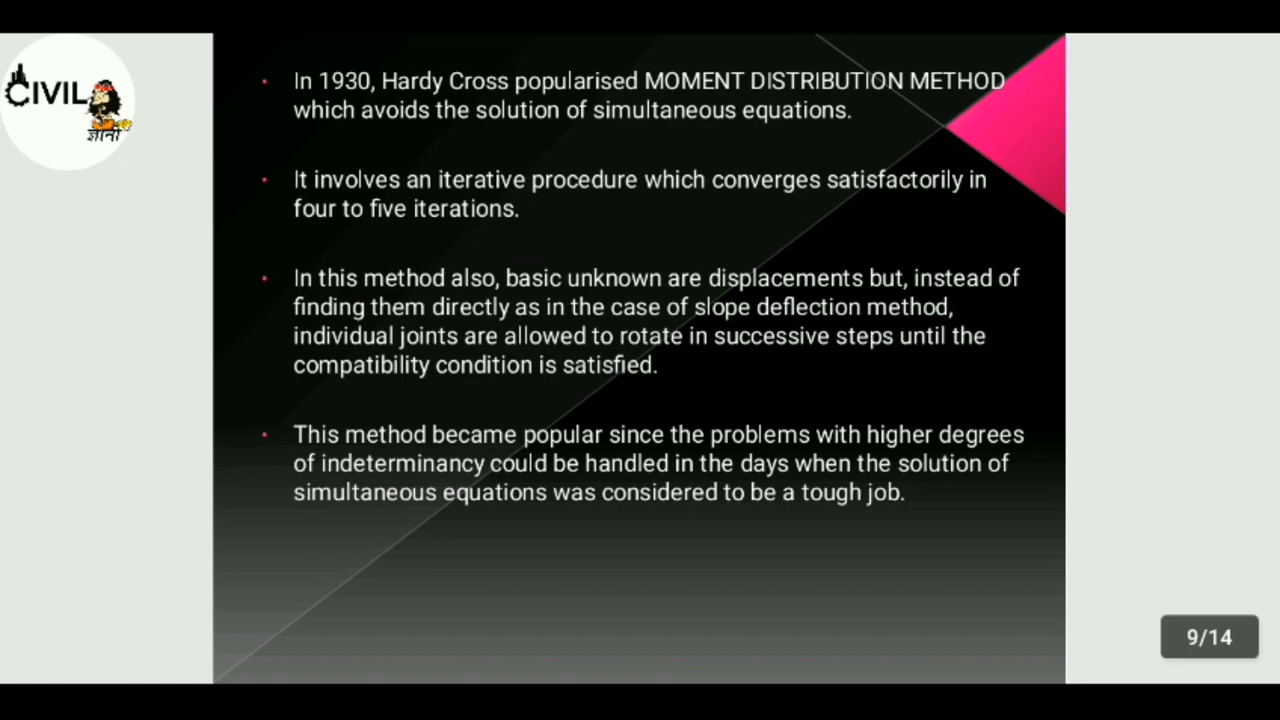 CIVIL
ज्ञानी
• In 1930, Hardy Cross popularised MOMENT DISTRIBUTION METHOD
which avoids the solution of simultaneous equations.
• It involves an iterative procedure which converges satisfactorily in
four to five iterations.
• In this method also, basic unknown are displacements but, instead of
finding them directly as in the case of slope deflection method,
individual joints are allowed to rotate in successive steps until the
compatibility condition is satisfied.
• This method became popular since the problems with higher degrees
of indeterminancy could be handled in the days when the solution of
simultaneous equations was considered to be a tough job.
9/14